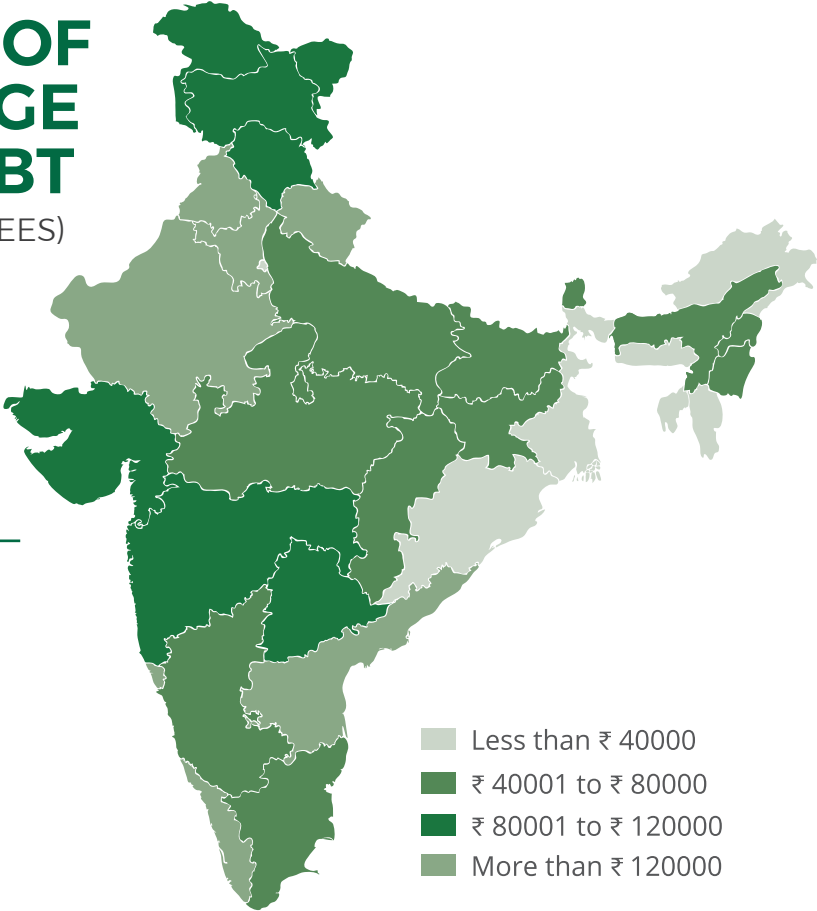 OF
GE
BT
EES)
Less than ₹ 40000
₹ 40001 to ₹ 80000
₹ 80001 to ₹ 120000
More than ₹ 120000